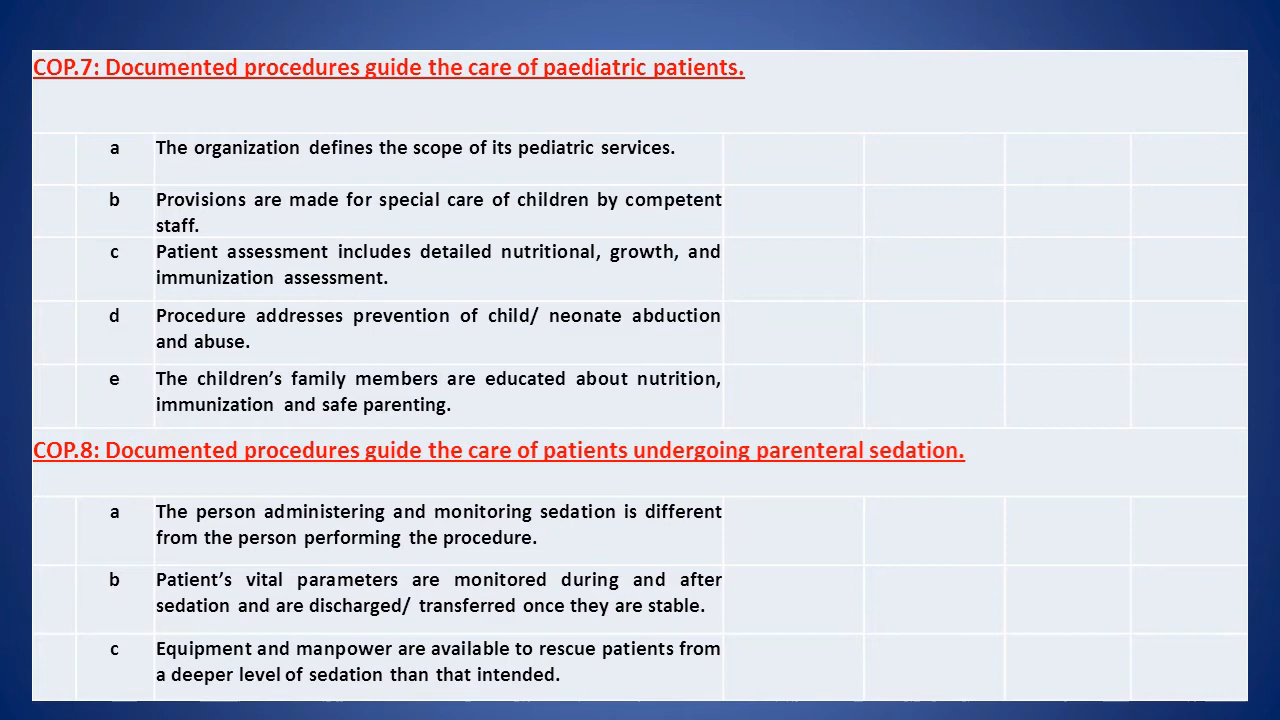 COP.7: Documented procedures guide the care of paediatric patients.
a The organization defines the scope of its pediatric services.
b Provisions are made for special care of children by competent
staff.
c Patient assessment includes detailed nutritional, growth, and
immunization assessment.
d Procedure addresses prevention of child/ neonate abduction
and abuse.
e The children’s family members are educated about nutrition,
immunization and safe parenting.
COP.8: Documented procedures guide the care of patients undergoing parenteral sedation.
a The person administering and monitoring sedation is different
from the person performing the procedure.
b Patient’s vital parameters are monitored during and after
sedation and are discharged/ transferred once they are stable.
c Equipment and manpower are available to rescue patients from
a deeper level of sedation than that intended.